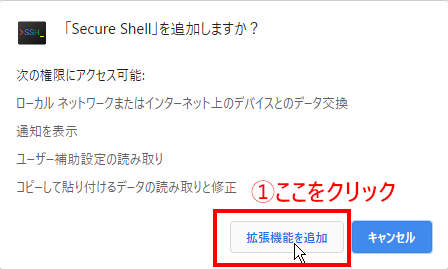 >SSH_
「Secure Shell」を追加しますか？
次の権限にアクセス可能:
ローカル ネットワークまたはインターネット上のデバイスとのデータ交換
通知を表示
ユーザー補助設定の読み取り
コピーして貼り付けるデータの読み取りと修正
①ここをクリック
拡張機能を追加
キャンセル